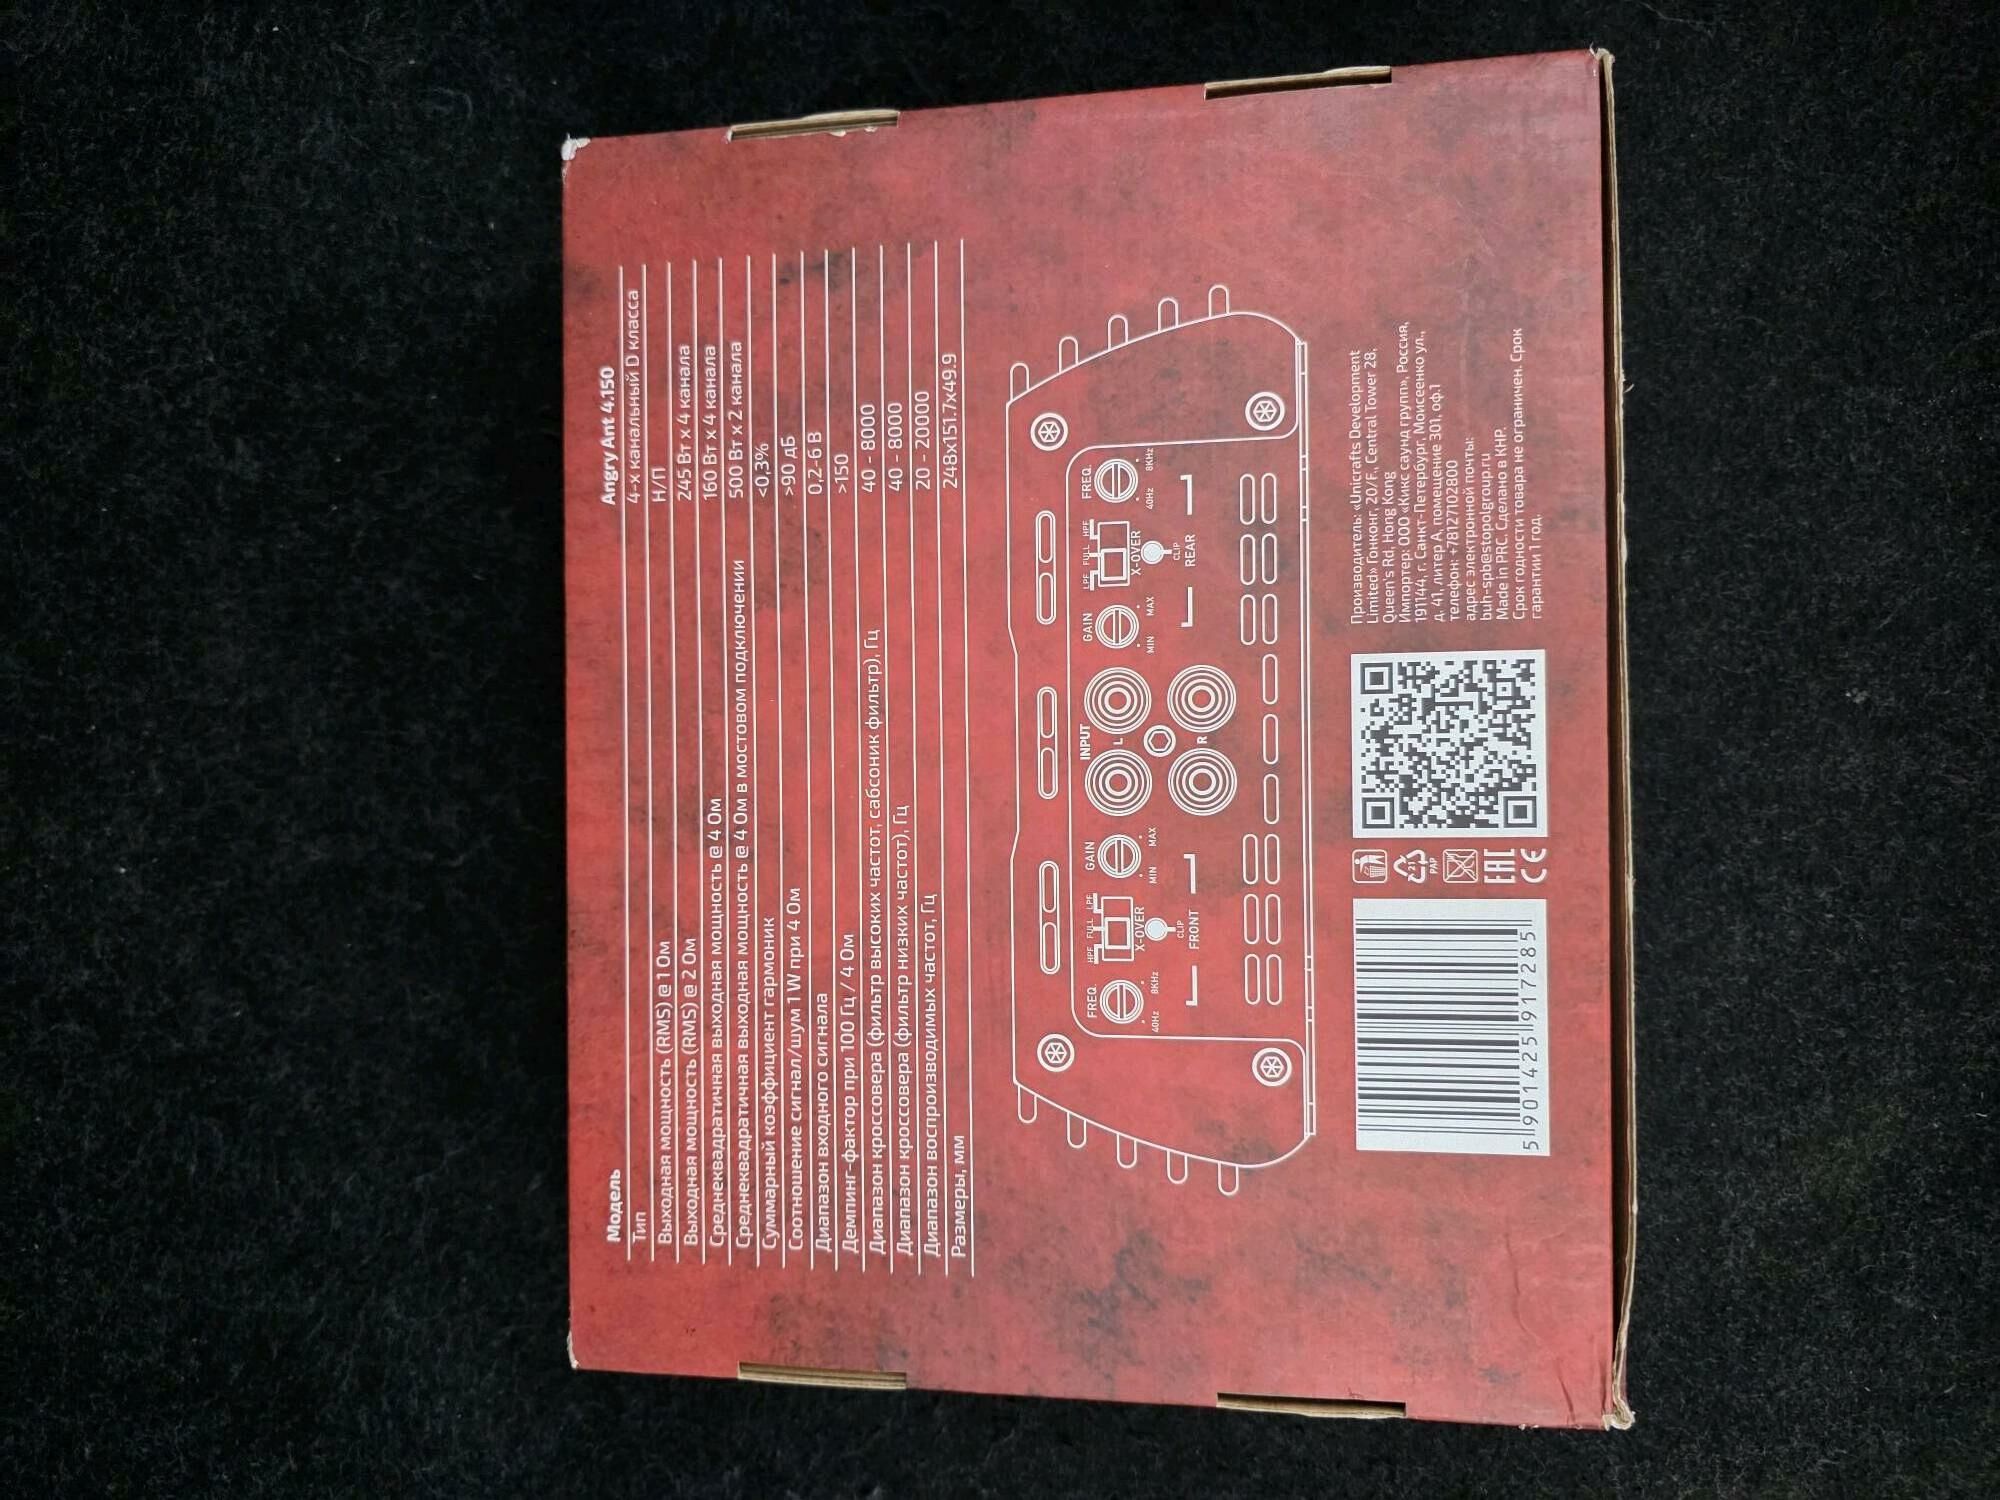 Модель Angry Ant 4.150
Тип 4-х канальный D класса
Выходная мощность (RMS) @ 1 Ом Н/П
Выходная мощность (RMS) @ 2 Ом 245 Вт x 4 канала
Среднеквадратичная выходная мощность @ 4 Ом 160 Вт x 4 канала
Среднеквадратичная выходная мощность @ 4 Ом в мостовом подключении 500 Вт x 2 канала
Суммарный коэффициент гармоник <0,3%
Соотношение сигнал/шум 1 W при 4 Ом >90 дБ
Диапазон входного сигнала 0,2-6 В
Демпинг-фактор при 100 Гц / 4 Ом >150
Диапазон кроссовера (фильтр высоких частот, сабсоник фильтр), Гц 40 - 8000
Диапазон кроссовера (фильтр низких частот), Гц 40 - 8000
Диапазон воспроизводимых частот, Гц 20 - 20000
Размеры, мм 248x151.7x49.9
FREQ.
40Hz 8KHz
HPF FULL LPF
X-OVER
CLIP
GAIN
MIN MAX
FRONT
INPUT
L
R
GAIN
MIN MAX
LPF FULL HPF
X-OVER
CLIP
FREQ.
40Hz 8KHz
REAR
5 901425 917285
21
PAP
EAC
CE
Производитель: «Unicrafts Development
Limited» Гонконг, 20/F., Central Tower 28,
Queen's Rd, Hong Kong
Импортер: ООО «Кикс саунд групп», Россия,
191144, г. Санкт-Петербург, Моисеенко ул.,
д. 41, литер А, помещение 301, оф.1
телефон: +78127102800
адрес электронной почты:
buh-spb@stopolgroup.ru
Made in PRC. Сделано в КНР.
Срок годности товара не ограничен. Срок
гарантии 1 год.